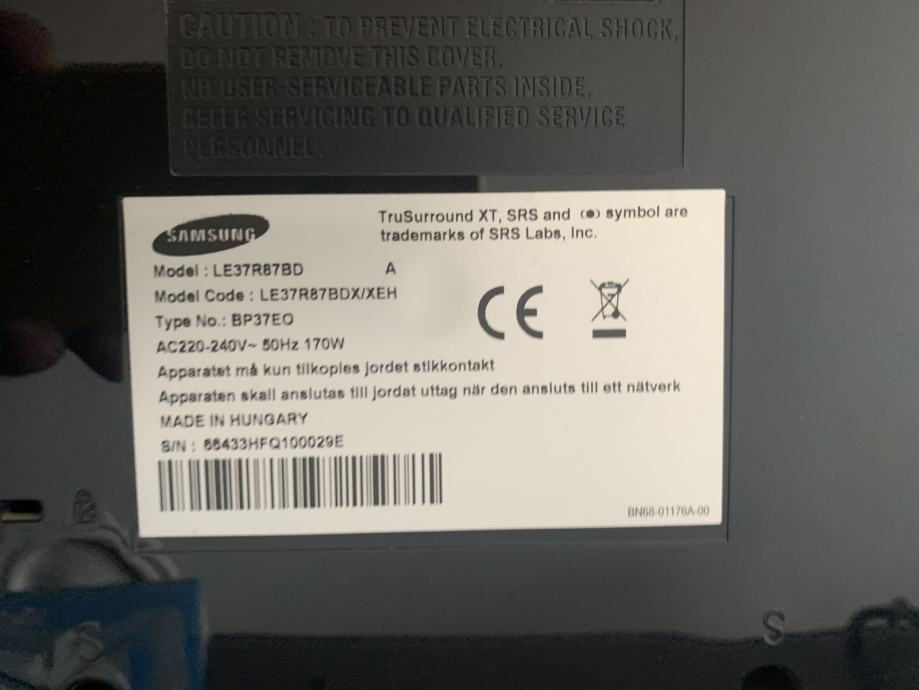 CAUTION : TO PREVENT ELECTRICAL SHOCK,
DO NOT REMOVE THIS COVER.
NO USER-SERVICEABLE PARTS INSIDE.
REFER SERVICING TO QUALIFIED SERVICE
PERSONNEL.
SAMSUNG
TruSurround XT, SRS and (●) symbol are
trademarks of SRS Labs, Inc.
Model : LE37R87BD A
Model Code : LE37R87BDX/XEH
Type No.: BP37EO
AC220-240V~ 50Hz 170W
Apparatet må kun tilkoples jordet stikkontakt
Apparaten skall anslutas till jordat uttag när den ansluts till ett nätverk
MADE IN HUNGARY
S/N : 66433HFQ100029E
CE
BN68-01176A-00
S
S